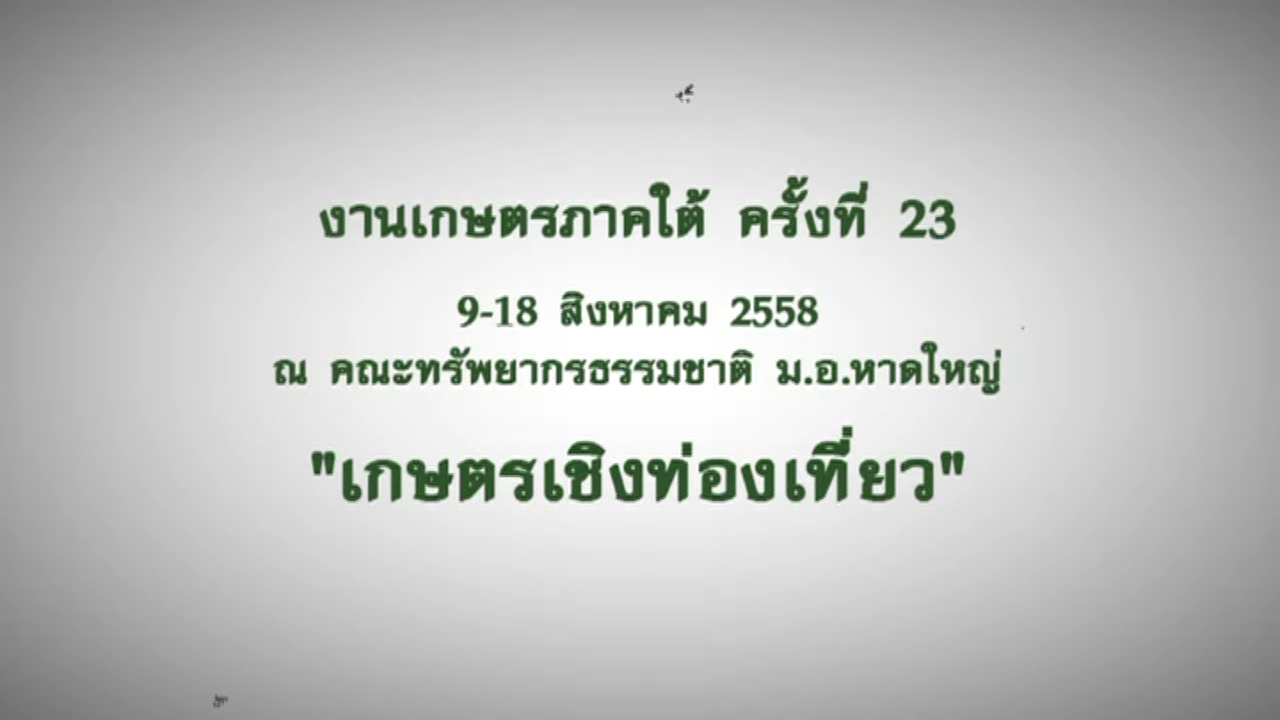 งานเกษตรภาคใต้ ครั้งที่ 23
9-18 สิงหาคม 2558
ณ คณะทรัพยากรธรรมชาติ ม.อ.หาดใหญ่
"เกษตรเชิงท่องเที่ยว"